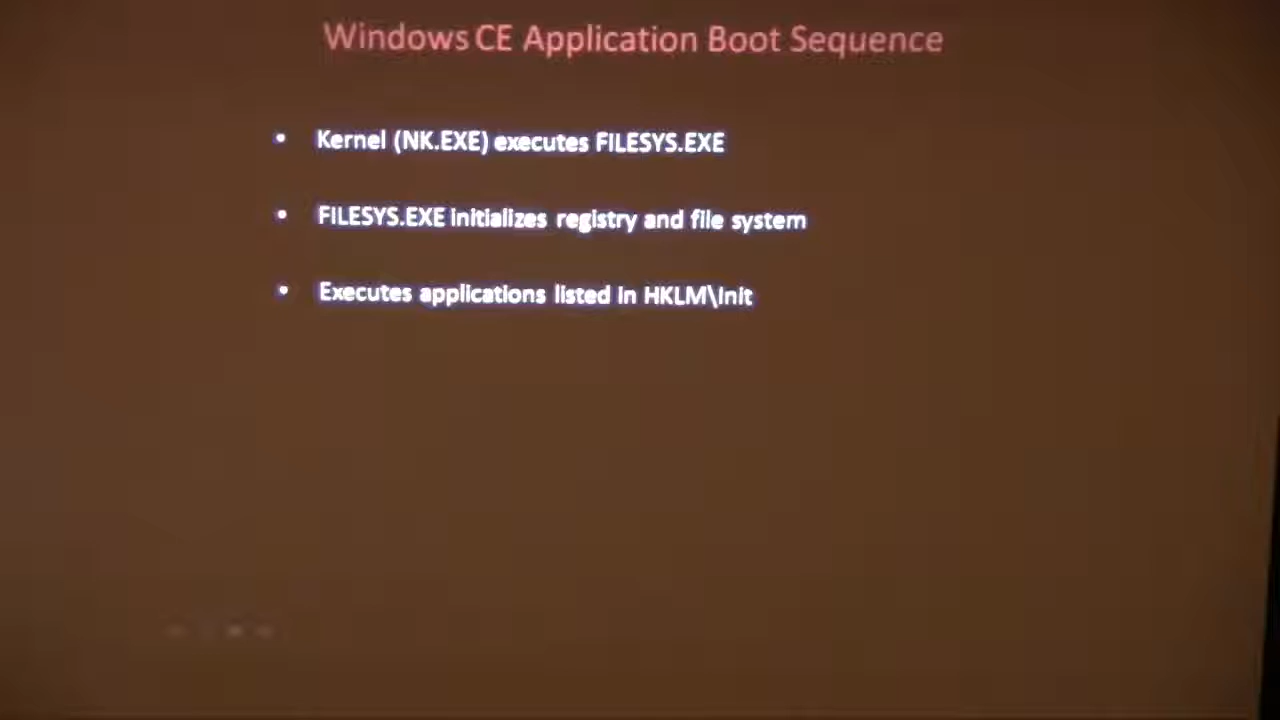 Windows CE Application Boot Sequence
• Kernel (NK.EXE) executes FILESYS.EXE
• FILESYS.EXE initializes registry and file system
• Executes applications listed in HKLM\Init